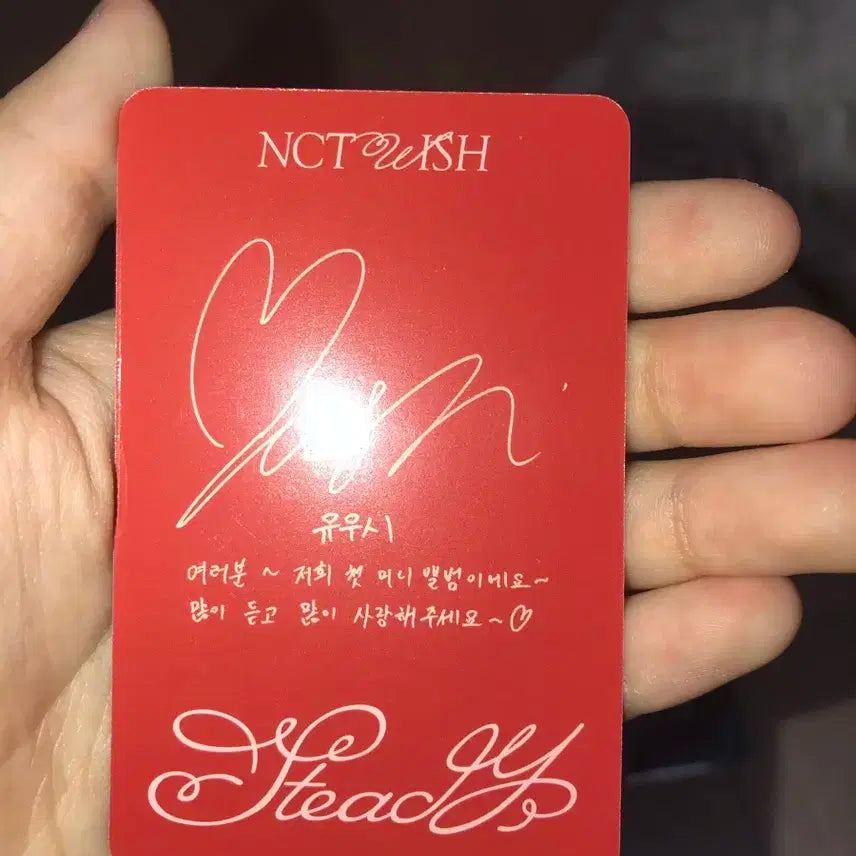 NCT WISH
Yushi
유우시
여러분 ~ 저희 첫 미니 앨범이네요~
많이 듣고 많이 사랑해주세요~♡
Steady